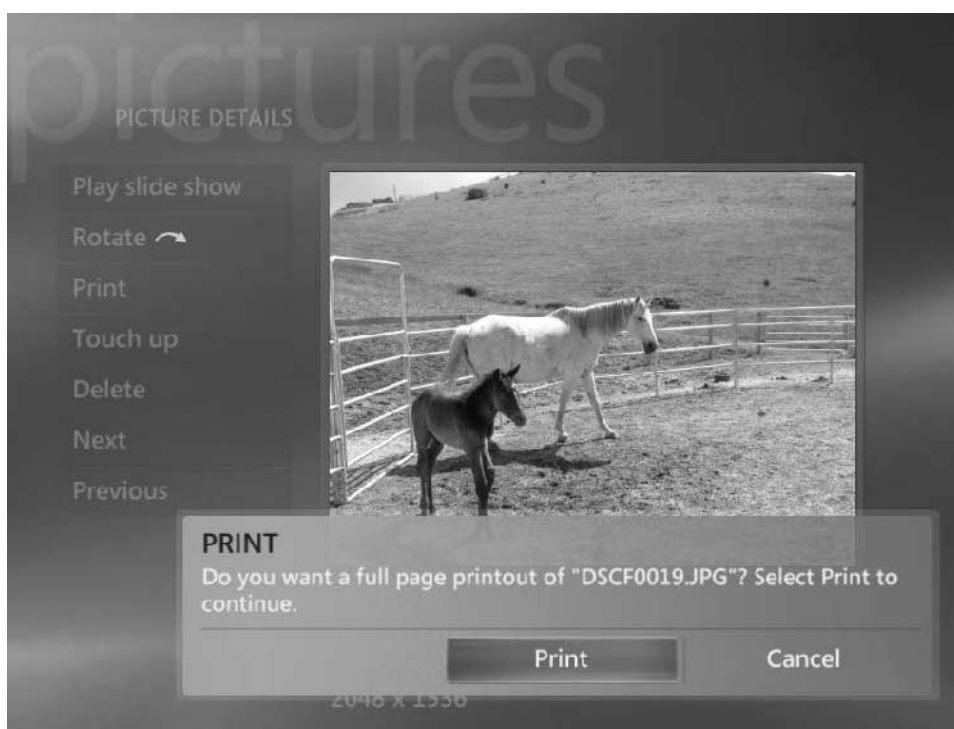 pictures
PICTURE DETAILS
Play slide show
Rotate
Print
Touch up
Delete
Next
Previous
PRINT
Do you want a full page printout of "DSCF0019.JPG"? Select Print to
continue.
Print Cancel
2048 x 1536